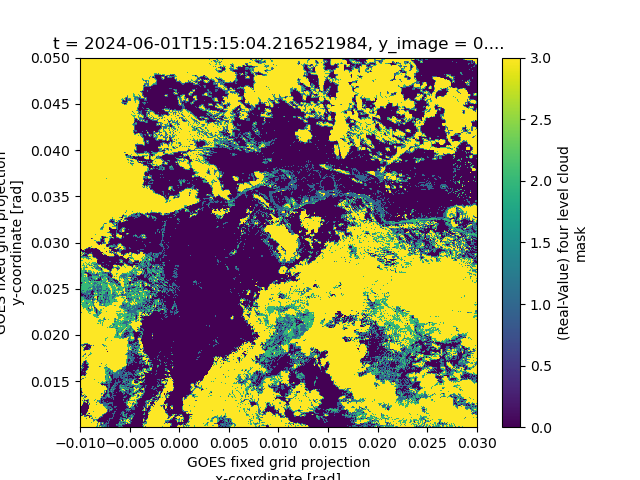 t = 2024-06-01T15:15:04.216521984, y_image = 0....
0.050
0.045
0.040
0.035
0.030
0.025
0.020
0.015
GOES fixed grid projection
y-coordinate [rad]
−0.010 −0.005 0.000 0.005 0.010 0.015 0.020 0.025 0.030
GOES fixed grid projection
x-coordinate [rad]
3.0
2.5
2.0
1.5
1.0
0.5
0.0
(Real-Value) four level cloud
mask